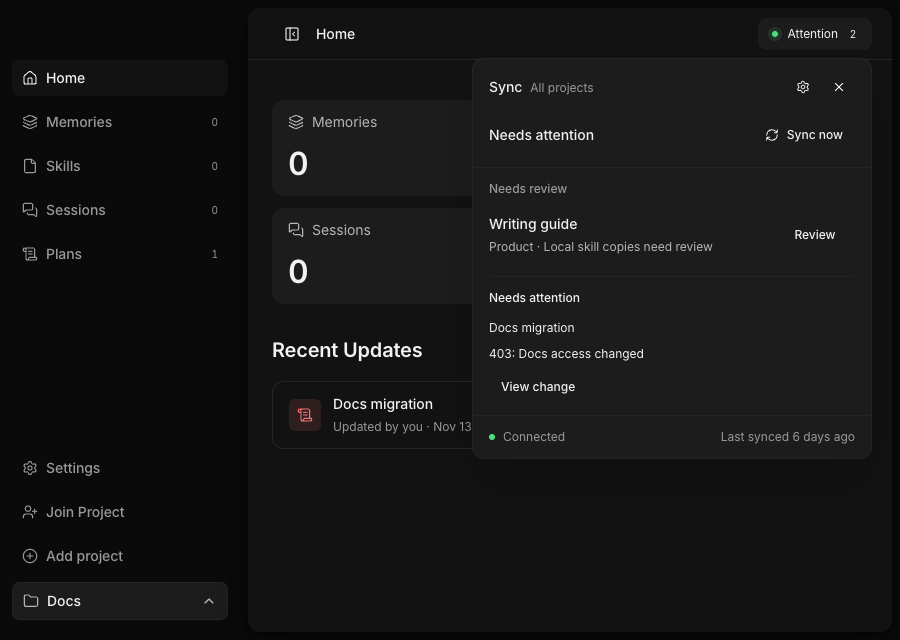 Home
Memories 0
Skills 0
Sessions 0
Plans 1
Settings
Join Project
Add project
Docs
Home
Attention 2
Memories
0
Sessions
0
Recent Updates
Docs migration
Updated by you · Nov 13
Sync All projects
Needs attention
Sync now
Needs review
Writing guide
Product · Local skill copies need review
Review
Needs attention
Docs migration
403: Docs access changed
View change
Connected
Last synced 6 days ago